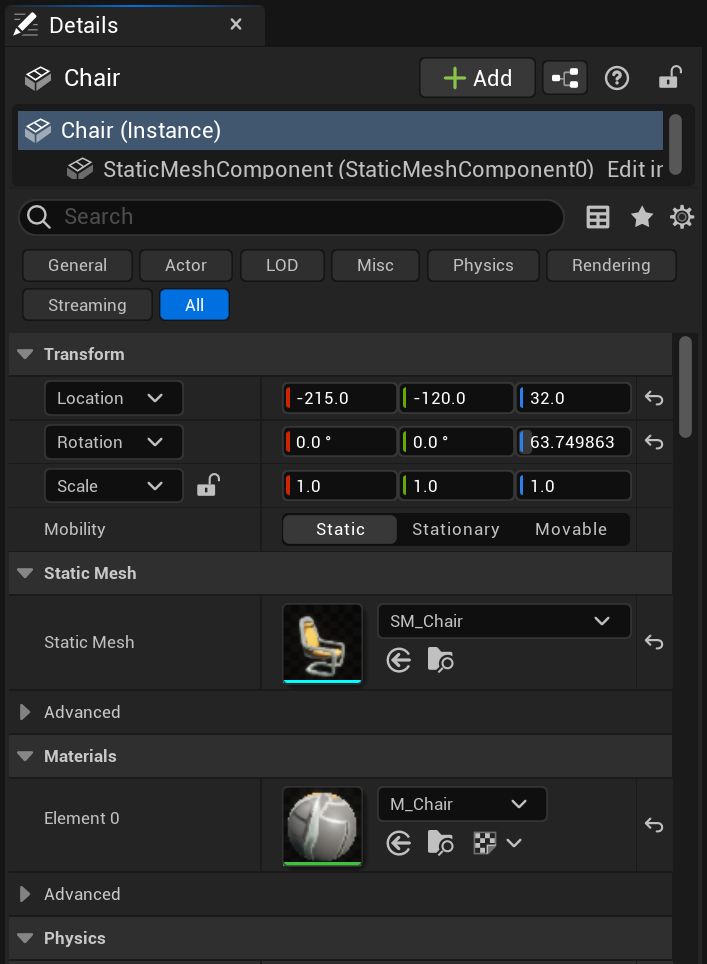 Details
Chair
Add
Chair (Instance)
StaticMeshComponent (StaticMeshComponent0) Edit in
Search
General Actor LOD Misc Physics Rendering
Streaming All
Transform
Location -215.0 -120.0 32.0
Rotation 0.0 ° 0.0 ° 63.749863
Scale 1.0 1.0 1.0
Mobility Static Stationary Movable
Static Mesh
Static Mesh SM_Chair
Advanced
Materials
Element 0 M_Chair
Advanced
Physics